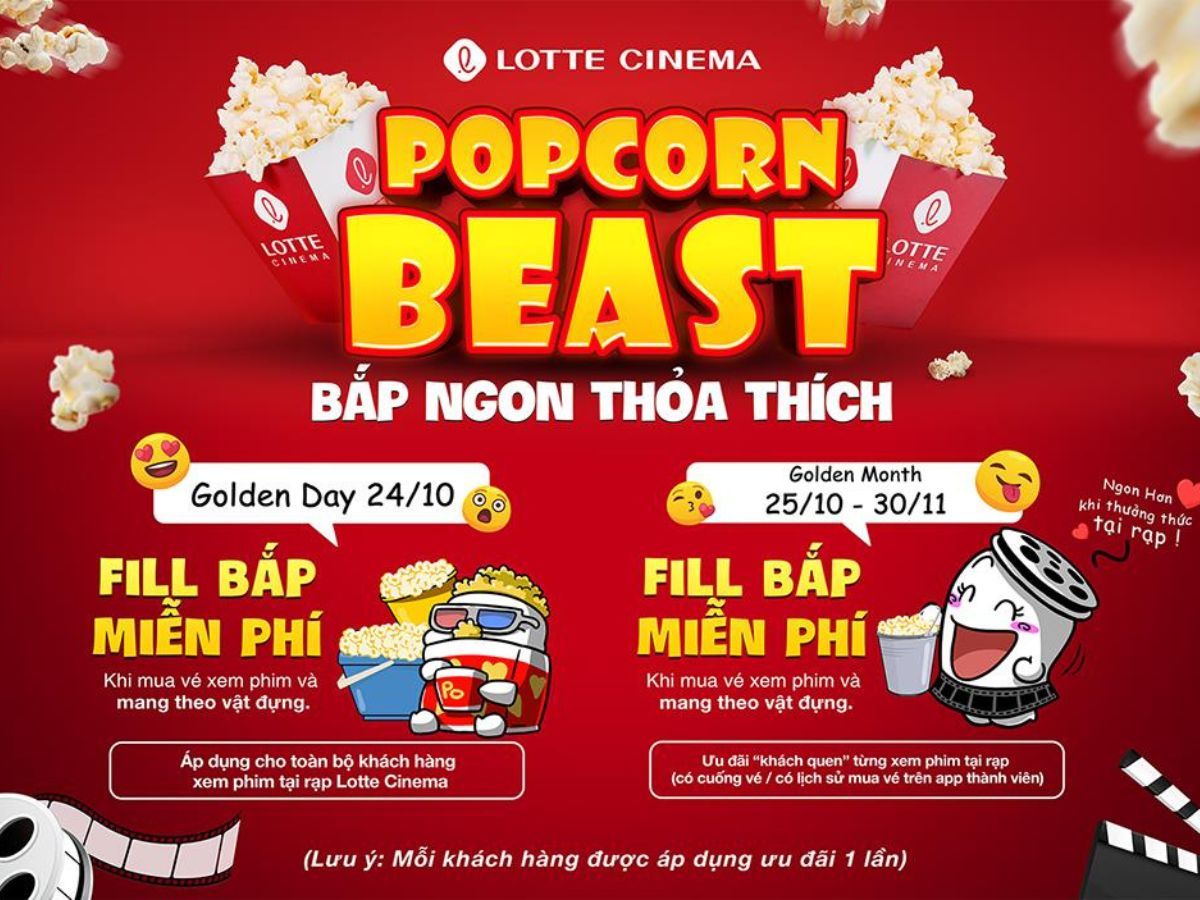 LOTTE CINEMA
POPCORN
BEAST
LOTTE
CINEMA
LOTTE
CINEMA
BẮP NGON THỎA THÍCH
Golden Day 24/10
FILL BẮP
MIỄN PHÍ
Khi mua vé xem phim và
mang theo vật đựng.
PO
Áp dụng cho toàn bộ khách hàng
xem phim tại rạp Lotte Cinema
Golden Month
25/10 - 30/11
Ngon Hơn
khi thưởng thức
tại rạp !
FILL BẮP
MIỄN PHÍ
Khi mua vé xem phim và
mang theo vật đựng.
Ưu đãi “khách quen” từng xem phim tại rạp
(có cuống vé / có lịch sử mua vé trên app thành viên)
(Lưu ý: Mỗi khách hàng được áp dụng ưu đãi 1 lần)